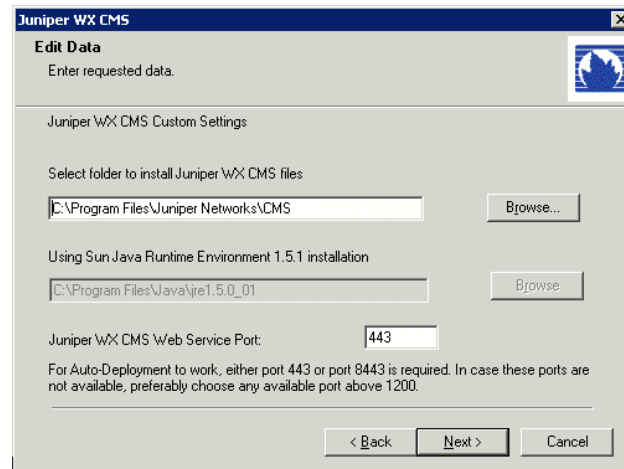 Juniper WX CMS
Edit Data
Enter requested data.
Juniper WX CMS Custom Settings
Select folder to install Juniper WX CMS files
C:\Program Files\Juniper Networks\CMS
Browse...
Using Sun Java Runtime Environment 1.5.1 installation
C:\Program Files\Java\jre1.5.0_01
Browse
Juniper WX CMS Web Service Port:
443
For Auto-Deployment to work, either port 443 or port 8443 is required. In case these ports are
not available, preferably choose any available port above 1200.
< Back
Next >
Cancel